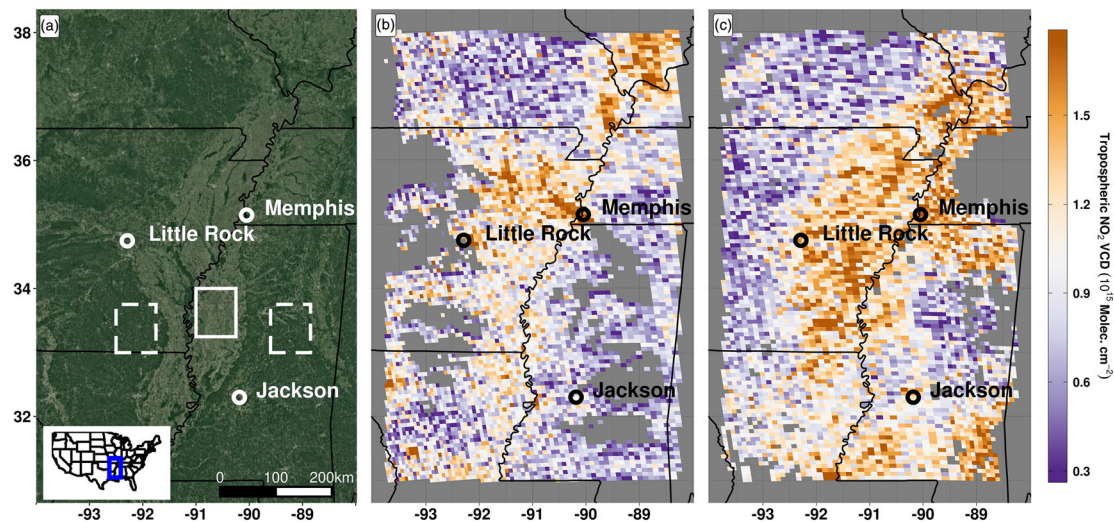 (a)
(b)
(c)
38
36
34
32
Memphis
Little Rock
Jackson
0 100 200km
Memphis
Little Rock
Jackson
Memphis
Little Rock
Jackson
-93 -92 -91 -90 -89
-93 -92 -91 -90 -89
-93 -92 -91 -90 -89
1.5
1.2
0.9
0.6
0.3
Tropospheric NO₂ VCD (10¹⁵ Molec. cm⁻²)